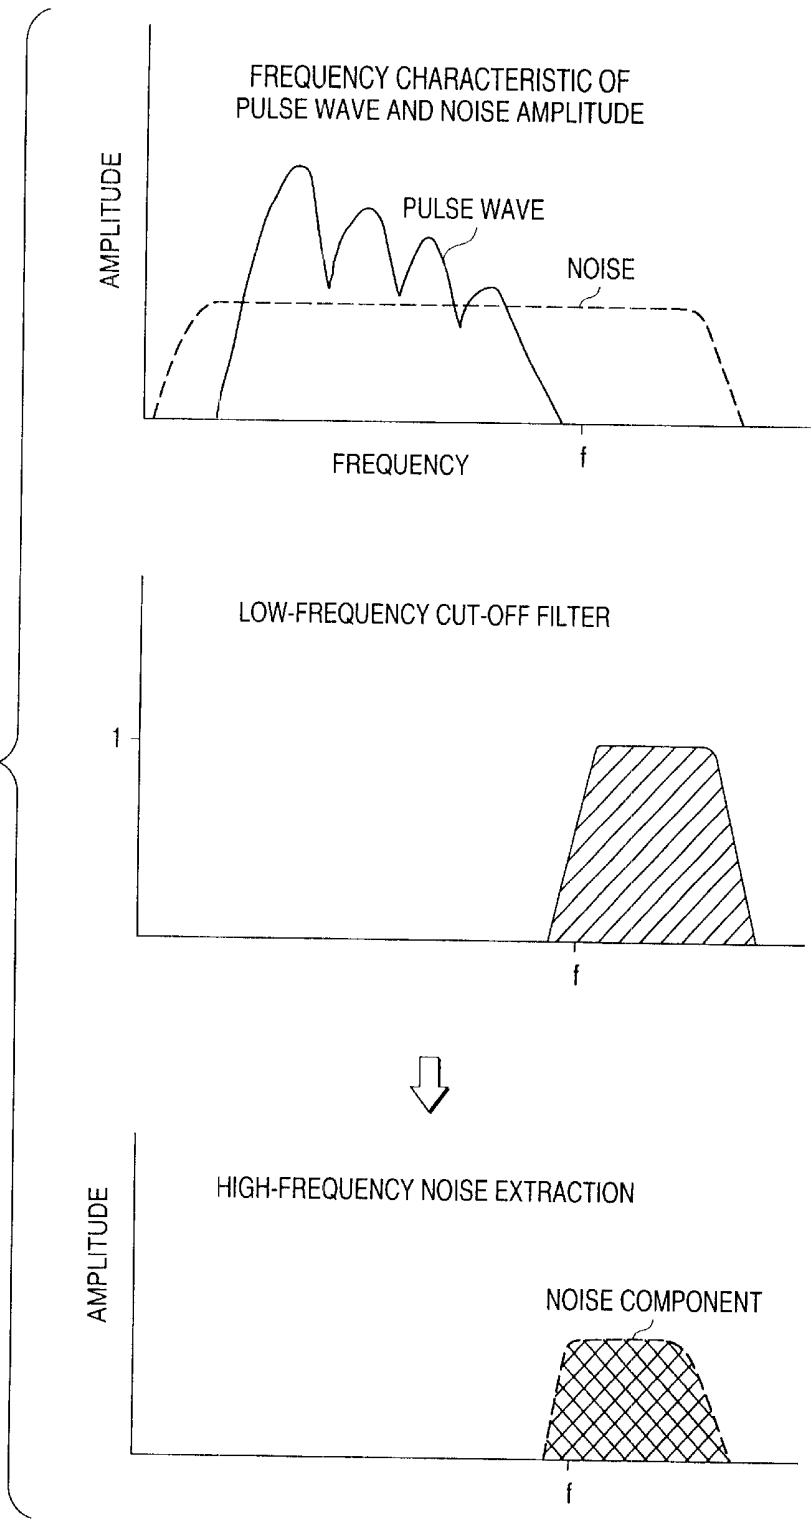 FREQUENCY CHARACTERISTIC OF
PULSE WAVE AND NOISE AMPLITUDE
AMPLITUDE
PULSE WAVE
NOISE
FREQUENCY
f
LOW-FREQUENCY CUT-OFF FILTER
1
f
HIGH-FREQUENCY NOISE EXTRACTION
AMPLITUDE
NOISE COMPONENT
f